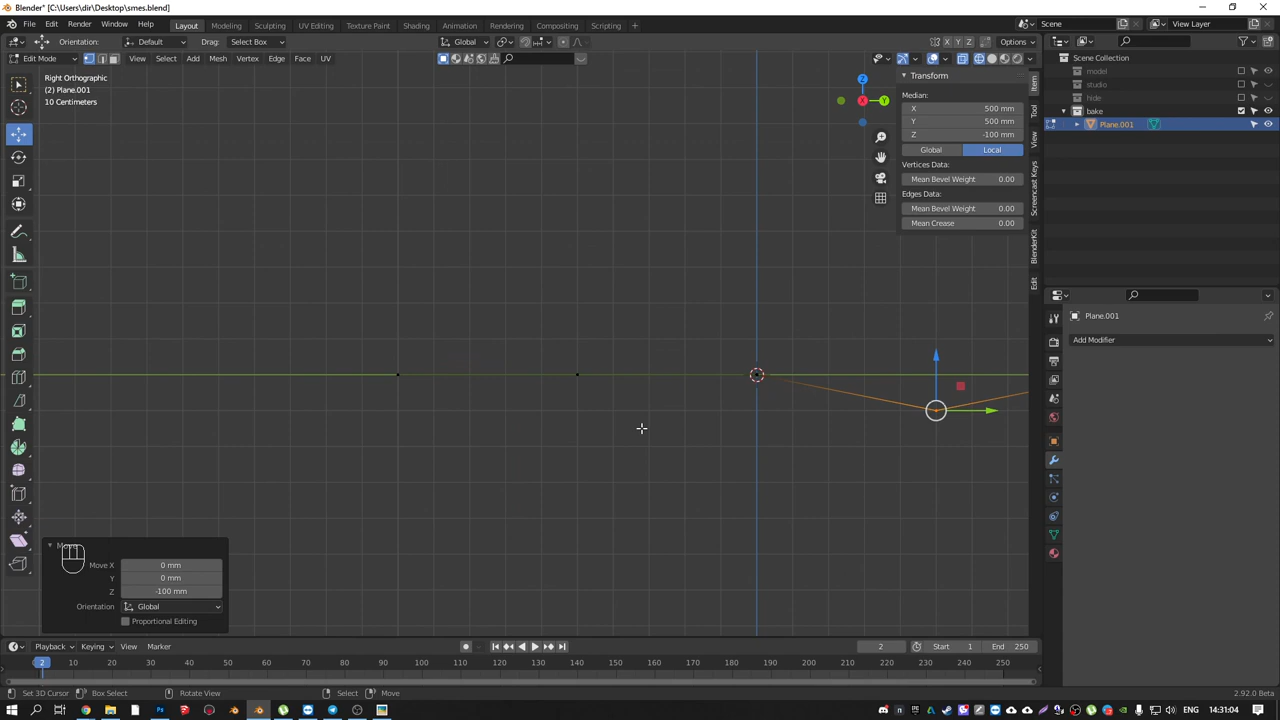 Blender* [C:\Users\dir\Desktop\smes.blend]
File Edit Render Window Help Layout Modeling Sculpting UV Editing Texture Paint Shading Animation Rendering Compositing Scripting Scene View Layer
Orientation: Default Drag: Select Box Global X Y Z Options
Edit Mode View Select Add Mesh Vertex Edge Face UV
Right Orthographic
(2) Plane.001
10 Centimeters
Z
X
Y
Transform
Median:
X 500 mm
Y 500 mm
Z -100 mm
Global Local
Vertices Data:
Mean Bevel Weight 0.00
Edges Data:
Mean Bevel Weight 0.00
Mean Crease 0.00
Item
Tool
View
Screencast Keys
BlenderKit
Edit
Scene Collection
model
studio
hide
bake
Plane.001
Plane.001
Add Modifier
Move X 0 mm
Y 0 mm
Z -100 mm
Orientation Global
Proportional Editing
Playback Keying View Marker 2 Start 1 End 250
2 10 20 30 40 50 60 70 80 90 100 110 120 130 140 150 160 170 180 190 200 210 220 230 240 250
Set 3D Cursor Box Select Rotate View Select Move 2.92.0 Beta
ENG 14:31:04